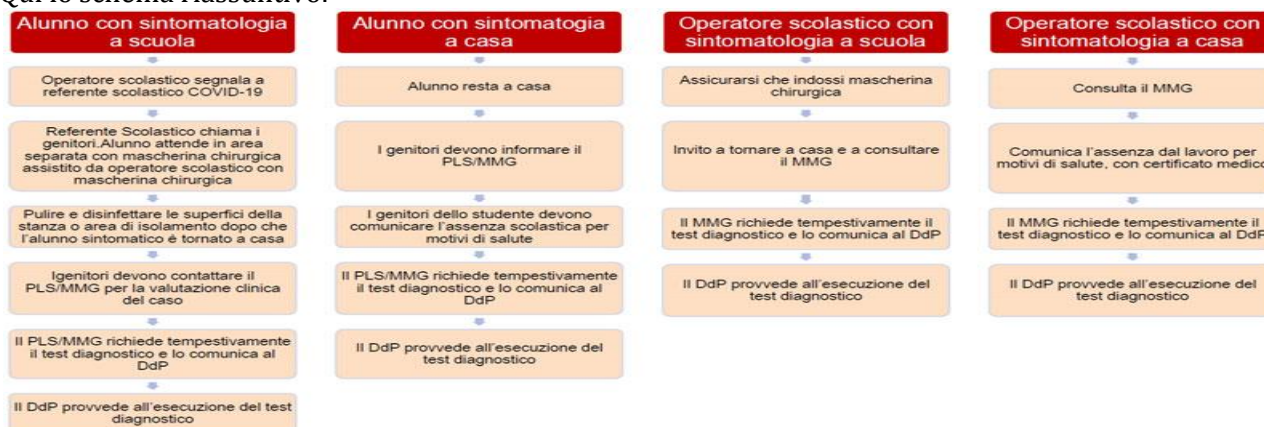 Qui lo schema riassuntivo:
Alunno con sintomatologia
a scuola
Operatore scolastico segnala a
referente scolastico COVID-19
Referente Scolastico chiama i
genitori.Alunno attende in area
separata con mascherina chirurgica
assistito da operatore scolastico con
mascherina chirurgica
Pulire e disinfettare le superfici della
stanza o area di isolamento dopo che
l'alunno sintomatico é tornato a casa
Igenitori devono contattare il
PLS/MMG per la valutazione clinica
del caso
Il PLS/MMG richiede tempestivamente
il test diagnostico e lo comunica al
DdP
Il DdP provvede all'esecuzione del test
diagnostico
Alunno con sintomatogia
a casa
Alunno resta a casa
I genitori devono informare il
PLS/MMG
I genitori dello studente devono
comunicare l'assenza scolastica per
motivi di salute
Il PLS/MMG richiede tempestivamente
il test diagnostico e lo comunica al
DdP
Il DdP provvede all'esecuzione del
test diagnostico
Operatore scolastico con
sintomatologia a scuola
Assicurarsi che indossi mascherina
chirurgica
Invito a tornare a casa e a consultare
il MMG
Il MMG richiede tempestivamente il
test diagnostico e lo comunica al DdP
Il DdP provvede all'esecuzione del
test diagnostico
Operatore scolastico con
sintomatologia a casa
Consulta il MMG
Comunica l'assenza dal lavoro per
motivi di salute, con certificato medico
Il MMG richiede tempestivamente il
test diagnostico e lo comunica al DdP
Il DdP provvede all'esecuzione del
test diagnostico